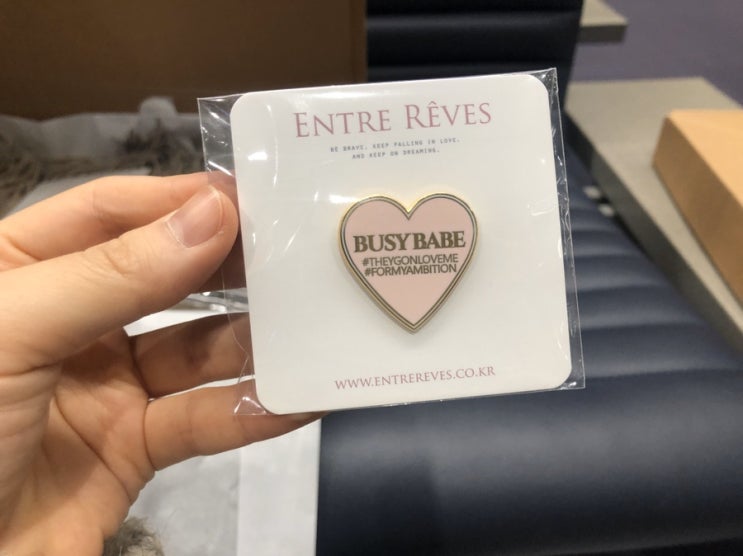 ENTRE RÊVES
BE BRAVE, KEEP FALLING IN LOVE,
AND KEEP ON DREAMING.
BUSY BABE
#THEYGONLOVEME
#FORMYAMBITION
WWW.ENTREREVES.CO.KR